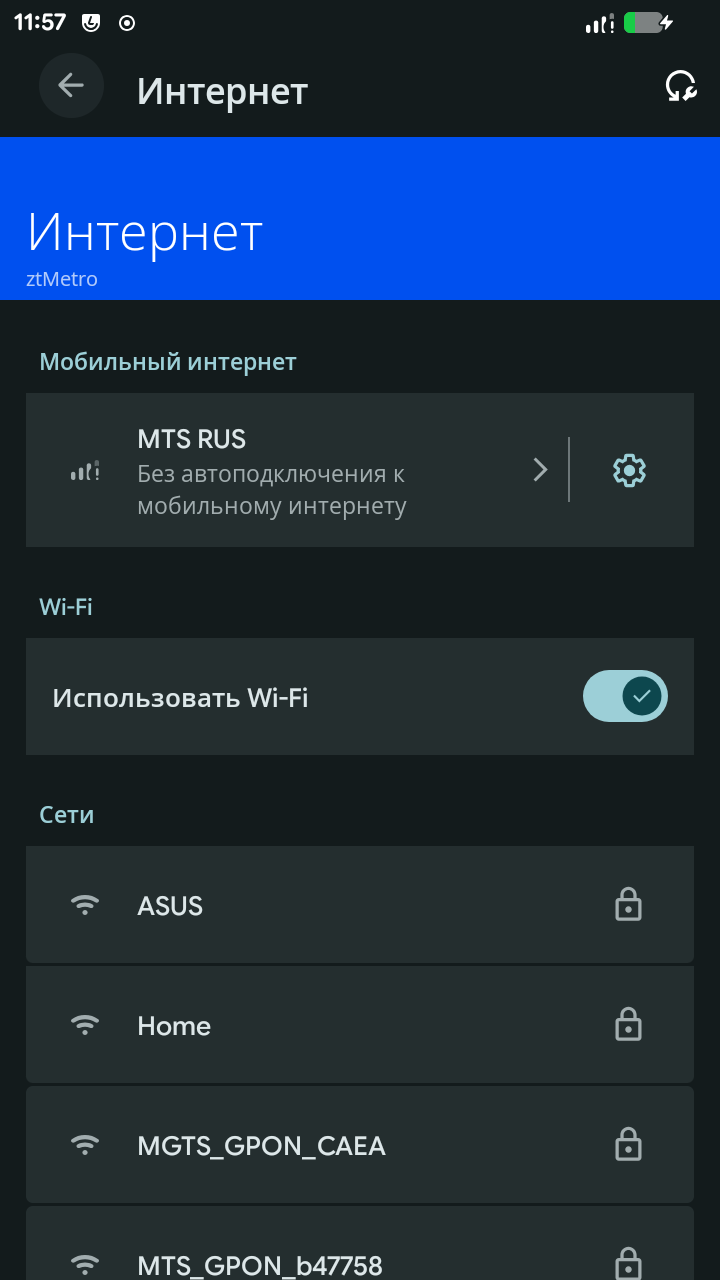 11:57
Интернет
Интернет
ztMetro
Мобильный интернет
MTS RUS
Без автоподключения к
мобильному интернету
Wi-Fi
Использовать Wi-Fi
Сети
ASUS
Home
MGTS_GPON_CAEA
MTS_GPON_b47758